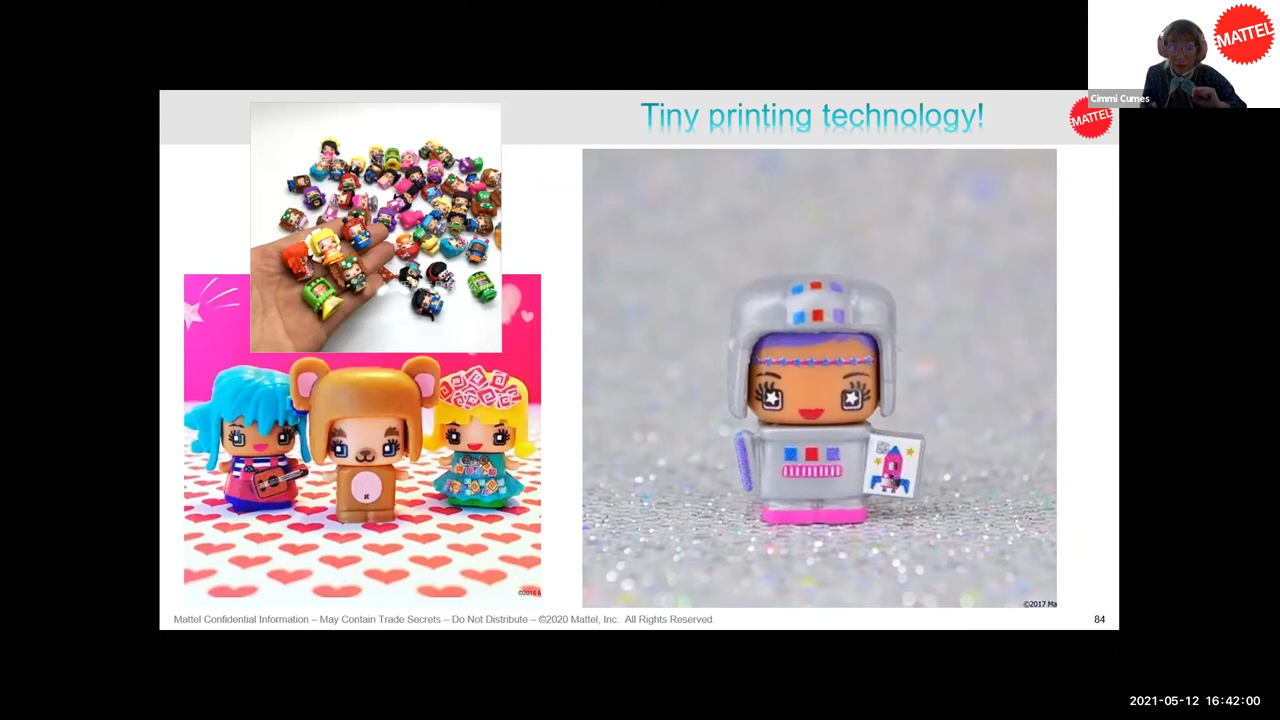 MATTEL
Cimmi Cumes
Tiny printing technology!
MATTEL
©2016 M
©2017 Ma
Mattel Confidential Information – May Contain Trade Secrets – Do Not Distribute – ©2020 Mattel, Inc. All Rights Reserved.
84
2021-05-12 16:42:00